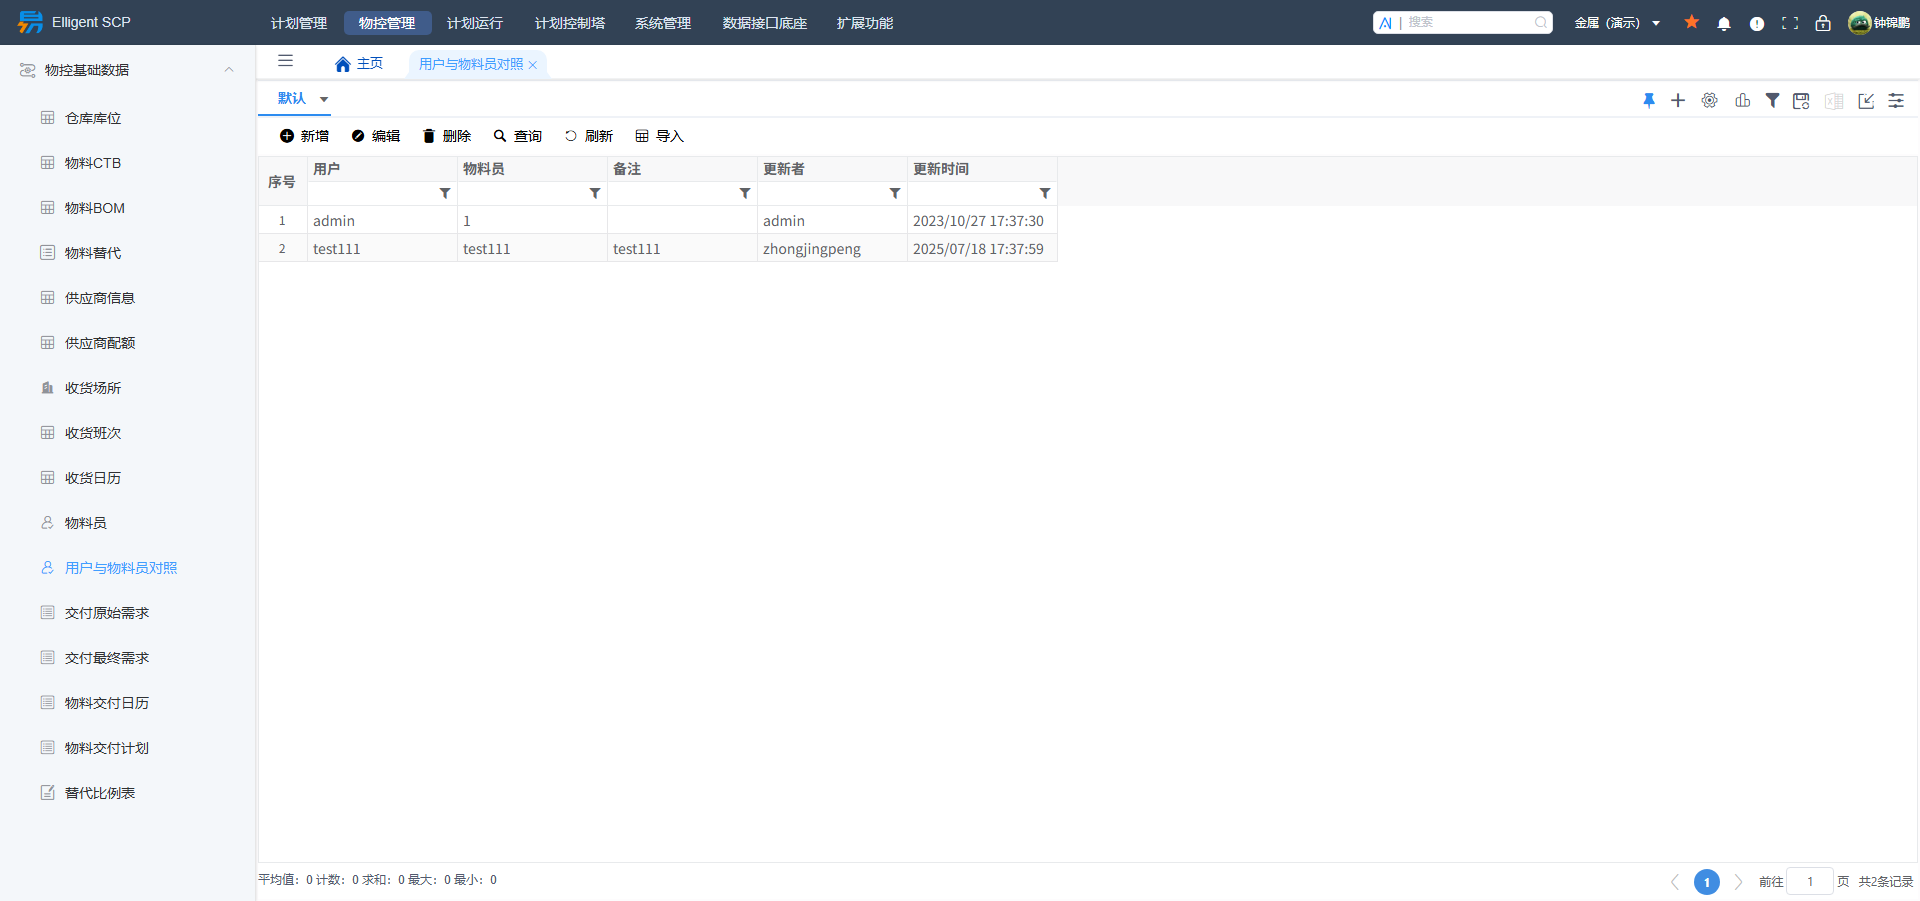 Elligent SCP 计划管理 物控管理 计划运行 计划控制塔 系统管理 数据接口底座 扩展功能 搜索 金属（演示） 钟锦鹏
物控基础数据
仓库库位
物料CTB
物料BOM
物料替代
供应商信息
供应商配额
收货场所
收货班次
收货日历
物料员
用户与物料员对照
交付原始需求
交付最终需求
物料交付日历
物料交付计划
替代比例表
主页 用户与物料员对照
默认
新增 编辑 删除 查询 刷新 导入
序号 用户 物料员 备注 更新者 更新时间
1 admin 1 admin 2023/10/27 17:37:30
2 test111 test111 test111 zhongjingpeng 2025/07/18 17:37:59
平均值：0 计数：0 求和：0 最大：0 最小：0
1 前往 1 页 共2条记录